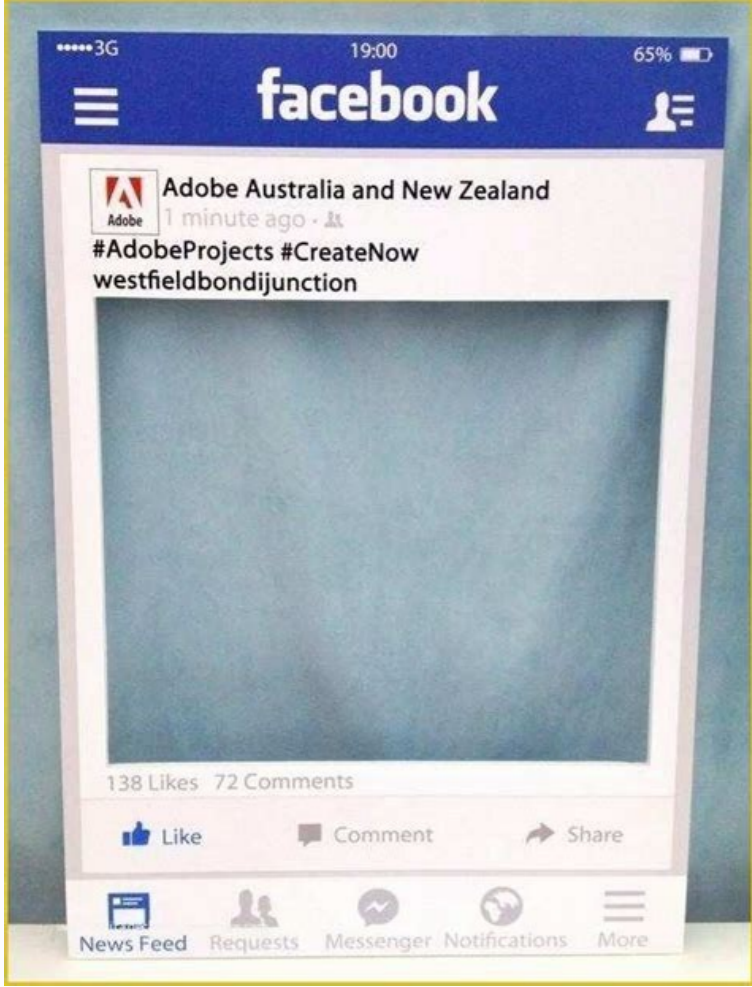 3G 19:00 65%
facebook
Adobe Australia and New Zealand
Adobe 1 minute ago
#AdobeProjects #CreateNow
westfieldbondijunction
138 Likes 72 Comments
Like Comment Share
News Feed Requests Messenger Notifications More